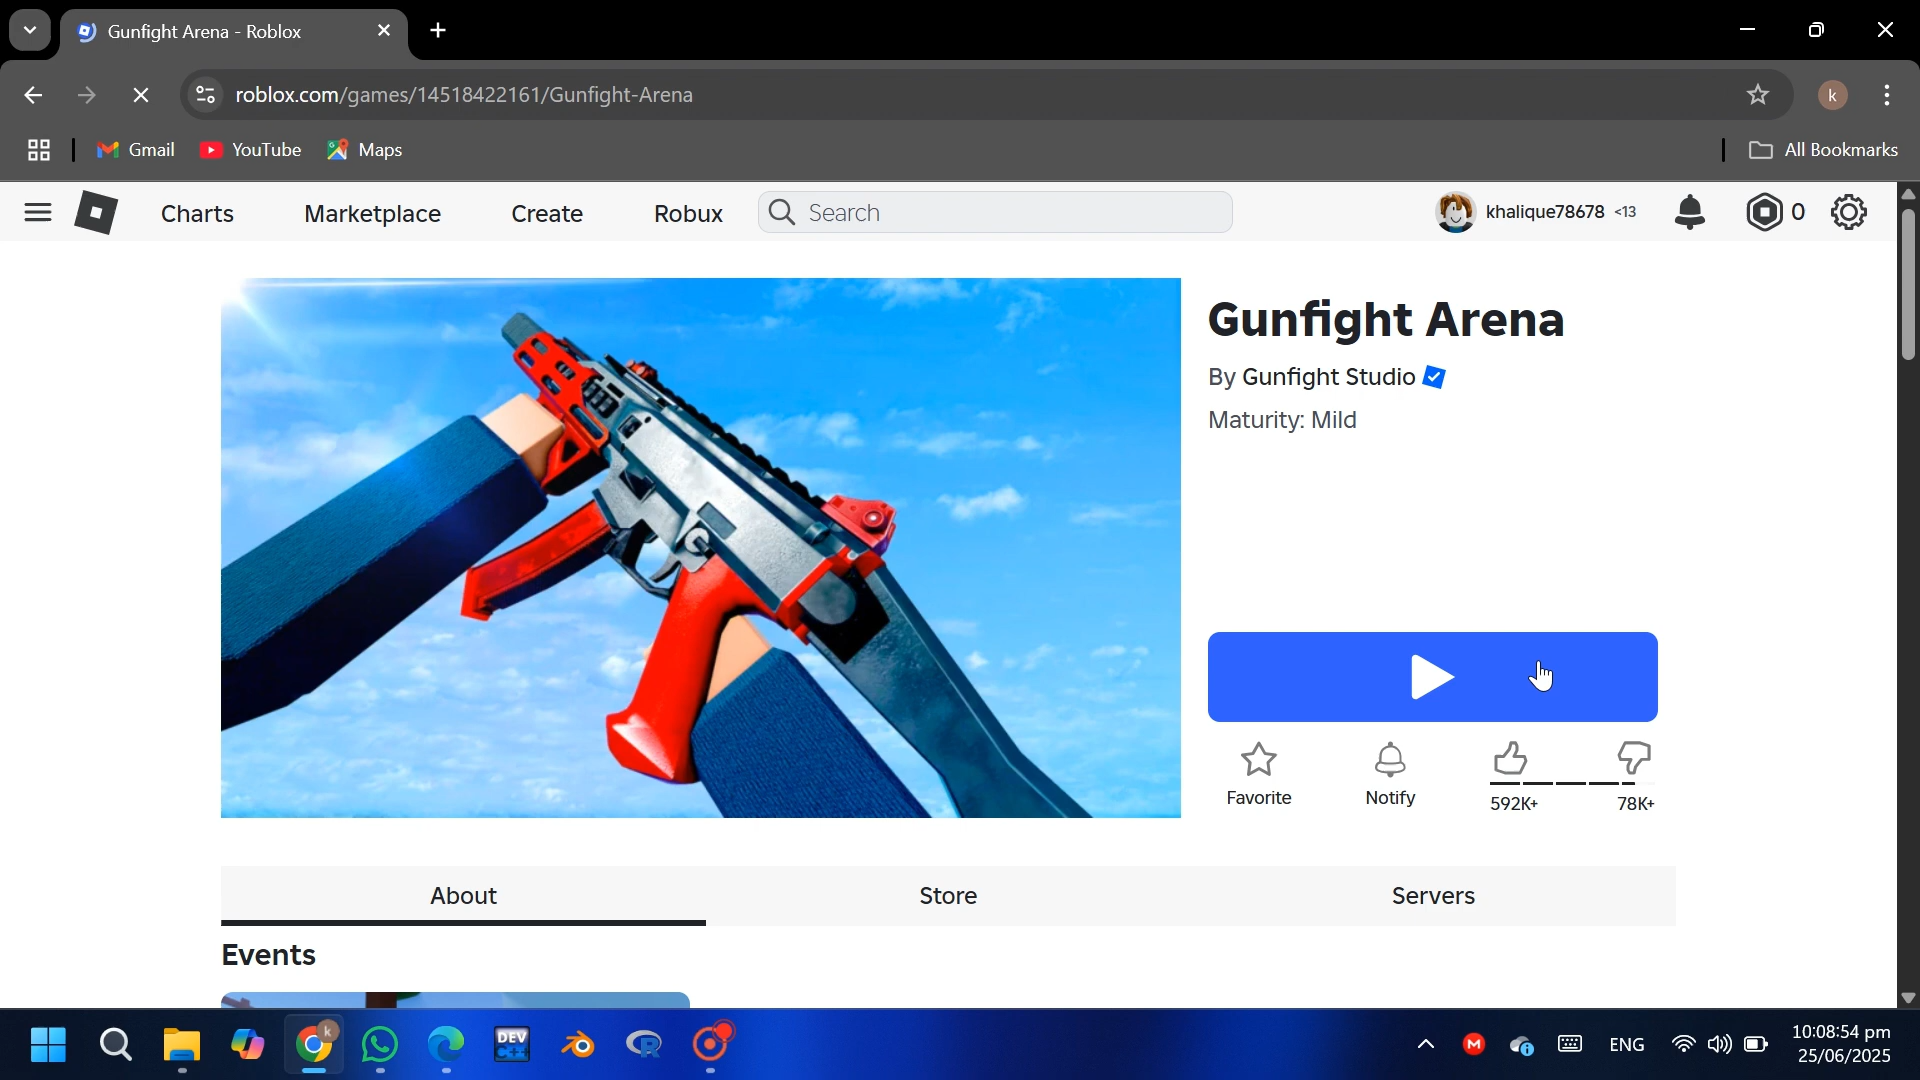 Gunfight Arena - Roblox
roblox.com/games/14518422161/Gunfight-Arena
k
Gmail
YouTube
Maps
All Bookmarks
Charts
Marketplace
Create
Robux
Search
khalique78678 <13
0
Gunfight Arena
By Gunfight Studio
Maturity: Mild
Favorite
Notify
592K+
78K+
About
Store
Servers
Events
k
DEV
C++
R
M
ENG
10:08:54 pm
25/06/2025